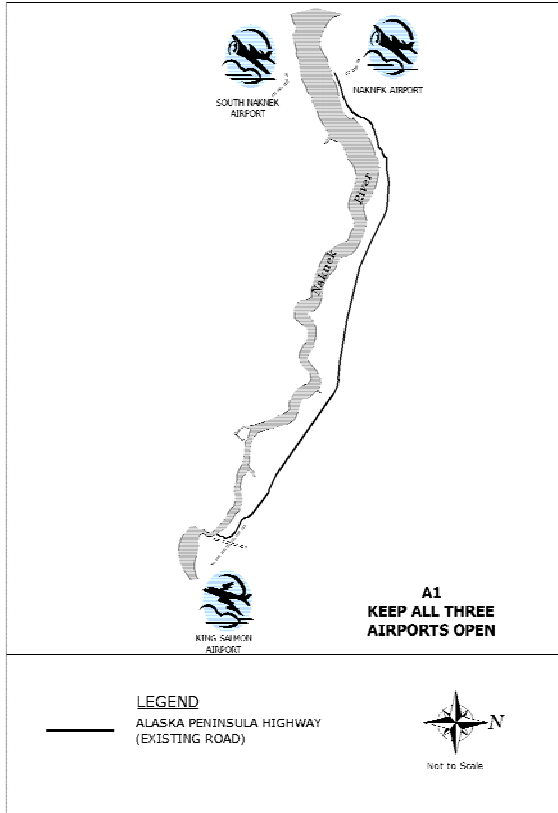 SOUTH NAKNEK
AIRPORT
NAKNEK AIRPORT
Naknek River
KING SALMON
AIRPORT
A1
KEEP ALL THREE
AIRPORTS OPEN
LEGEND
ALASKA PENINSULA HIGHWAY
(EXISTING ROAD)
N
Not to Scale